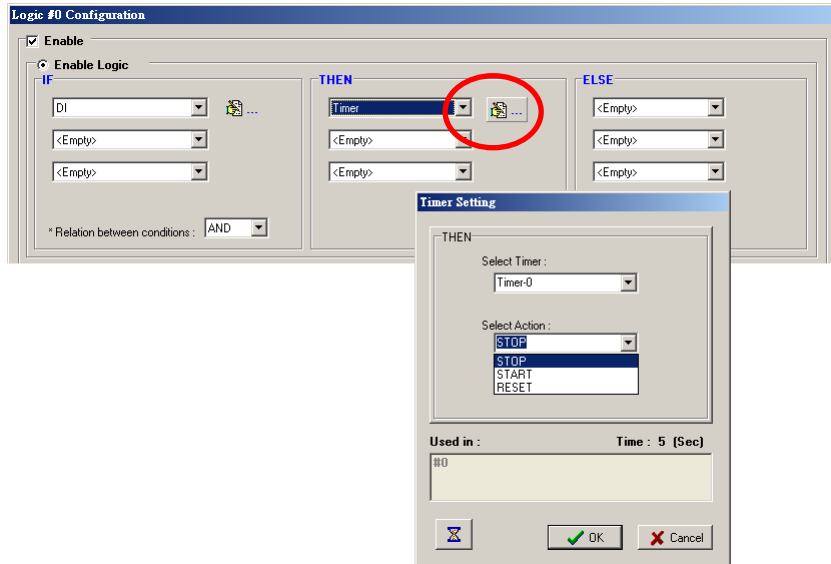 Logic #0 Configuration
Enable
Enable Logic
IF
THEN
ELSE
DI
...
Timer
...
<Empty>
<Empty>
<Empty>
<Empty>
<Empty>
<Empty>
<Empty>
* Relation between conditions :
AND
Timer Setting
THEN
Select Timer :
Timer-0
Select Action :
STOP
STOP
START
RESET
Used in :
Time : 5 (Sec)
#0
OK
Cancel